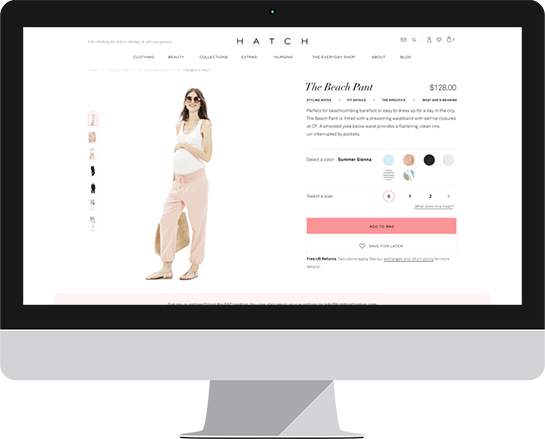 Chic clothing for before, during, & after pregnancy
HATCH
CLOTHING BEAUTY COLLECTIONS EXTRAS NURSING THE EVERYDAY SHOP ABOUT BLOG
THE BEACH PANT
The Beach Pant $128.00
STYLING NOTES / FIT DETAILS / THE SPECIFICS / WHAT SHE'S WEARING
Perfect for beachcombing barefoot or easy to dress up for a day in the city,
The Beach Pant is fitted with a drawstring waistband with self tie closures
at CF. A smocked yoke below waist provides a flattering, clean line,
un-interrupted by pockets.
Select a color: Summer Sienna
Select a size: 0 1 2 3
What does this mean?
ADD TO BAG
SAVE FOR LATER
Free US Returns. Exclusions apply. See our exchanges and return policy for more
details!